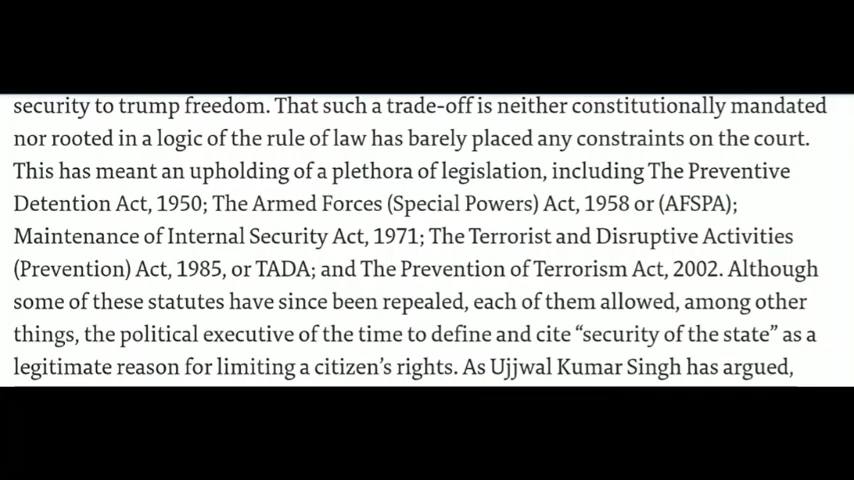 security to trump freedom. That such a trade-off is neither constitutionally mandated
nor rooted in a logic of the rule of law has barely placed any constraints on the court.
This has meant an upholding of a plethora of legislation, including The Preventive
Detention Act, 1950; The Armed Forces (Special Powers) Act, 1958 or (AFSPA);
Maintenance of Internal Security Act, 1971; The Terrorist and Disruptive Activities
(Prevention) Act, 1985, or TADA; and The Prevention of Terrorism Act, 2002. Although
some of these statutes have since been repealed, each of them allowed, among other
things, the political executive of the time to define and cite “security of the state” as a
legitimate reason for limiting a citizen’s rights. As Ujjwal Kumar Singh has argued,